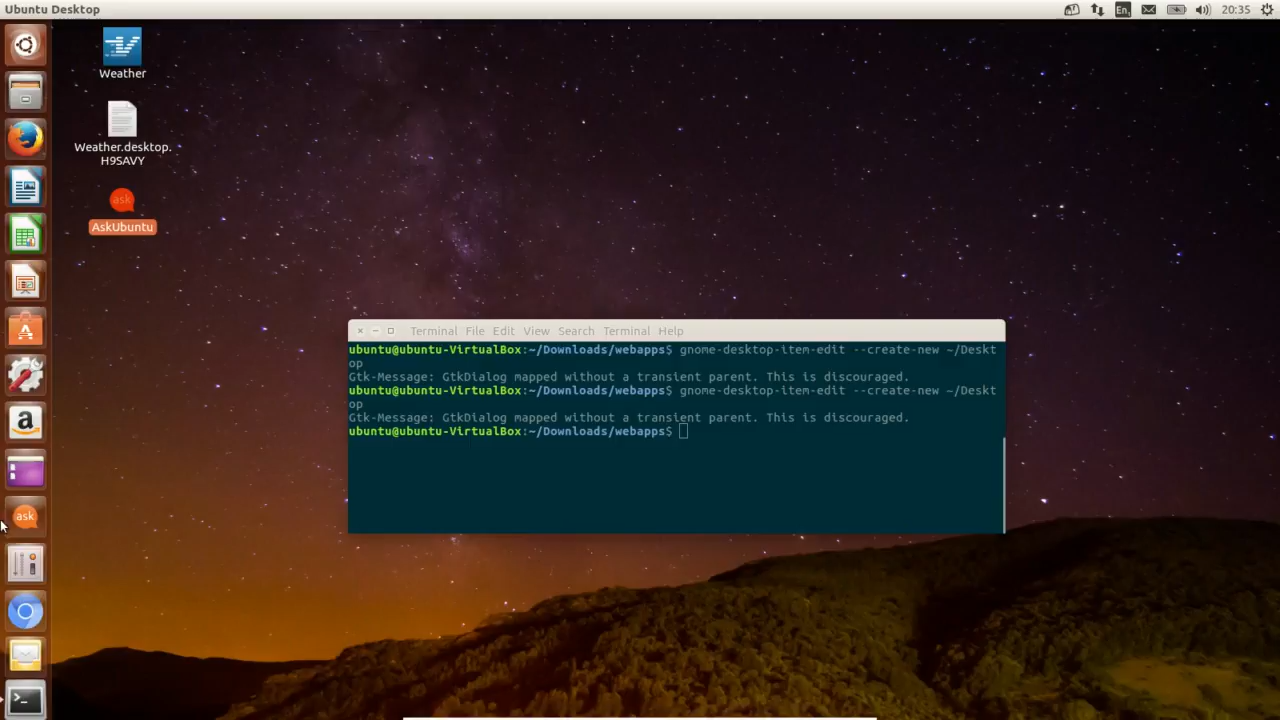 Ubuntu Desktop
En
20:35
Weather
Weather.desktop.
H9SAVY
ask
AskUbuntu
Terminal File Edit View Search Terminal Help
ubuntu@ubuntu-VirtualBox:~/Downloads/webapps$ gnome-desktop-item-edit --create-new ~/Deskt
op
Gtk-Message: GtkDialog mapped without a transient parent. This is discouraged.
ubuntu@ubuntu-VirtualBox:~/Downloads/webapps$ gnome-desktop-item-edit --create-new ~/Deskt
op
Gtk-Message: GtkDialog mapped without a transient parent. This is discouraged.
ubuntu@ubuntu-VirtualBox:~/Downloads/webapps$
a
ask
>_